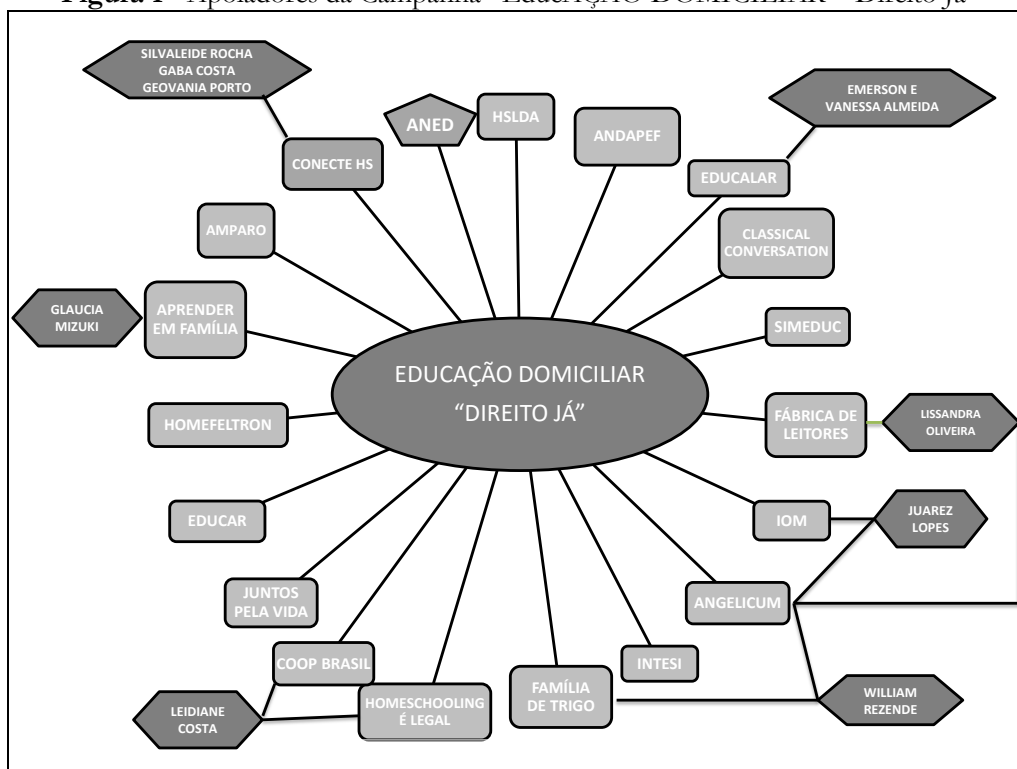 Figura 1 - Apoiadores da Campanha "EducAÇÃO DOMICILIAR – Direito já"
SILVALEIDE ROCHA
GABA COSTA
GEOVANIA PORTO
EMERSON E
VANESSA ALMEIDA
ANED
HSLDA
ANDAPEF
CONECTE HS
EDUCALAR
AMPARO
CLASSICAL
CONVERSATION
GLAUCIA
MIZUKI
APRENDER
EM FAMÍLIA
SIMEDUC
EDUCAÇÃO DOMICILIAR
“DIREITO JÁ”
HOMEFELTRON
FÁBRICA DE
LEITORES
LISSANDRA
OLIVEIRA
EDUCAR
IOM
JUAREZ
LOPES
JUNTOS
PELA VIDA
ANGELICUM
COOP BRASIL
INTESI
LEIDIANE
COSTA
HOMESCHOOLING
É LEGAL
FAMÍLIA
DE TRIGO
WILLIAM
REZENDE